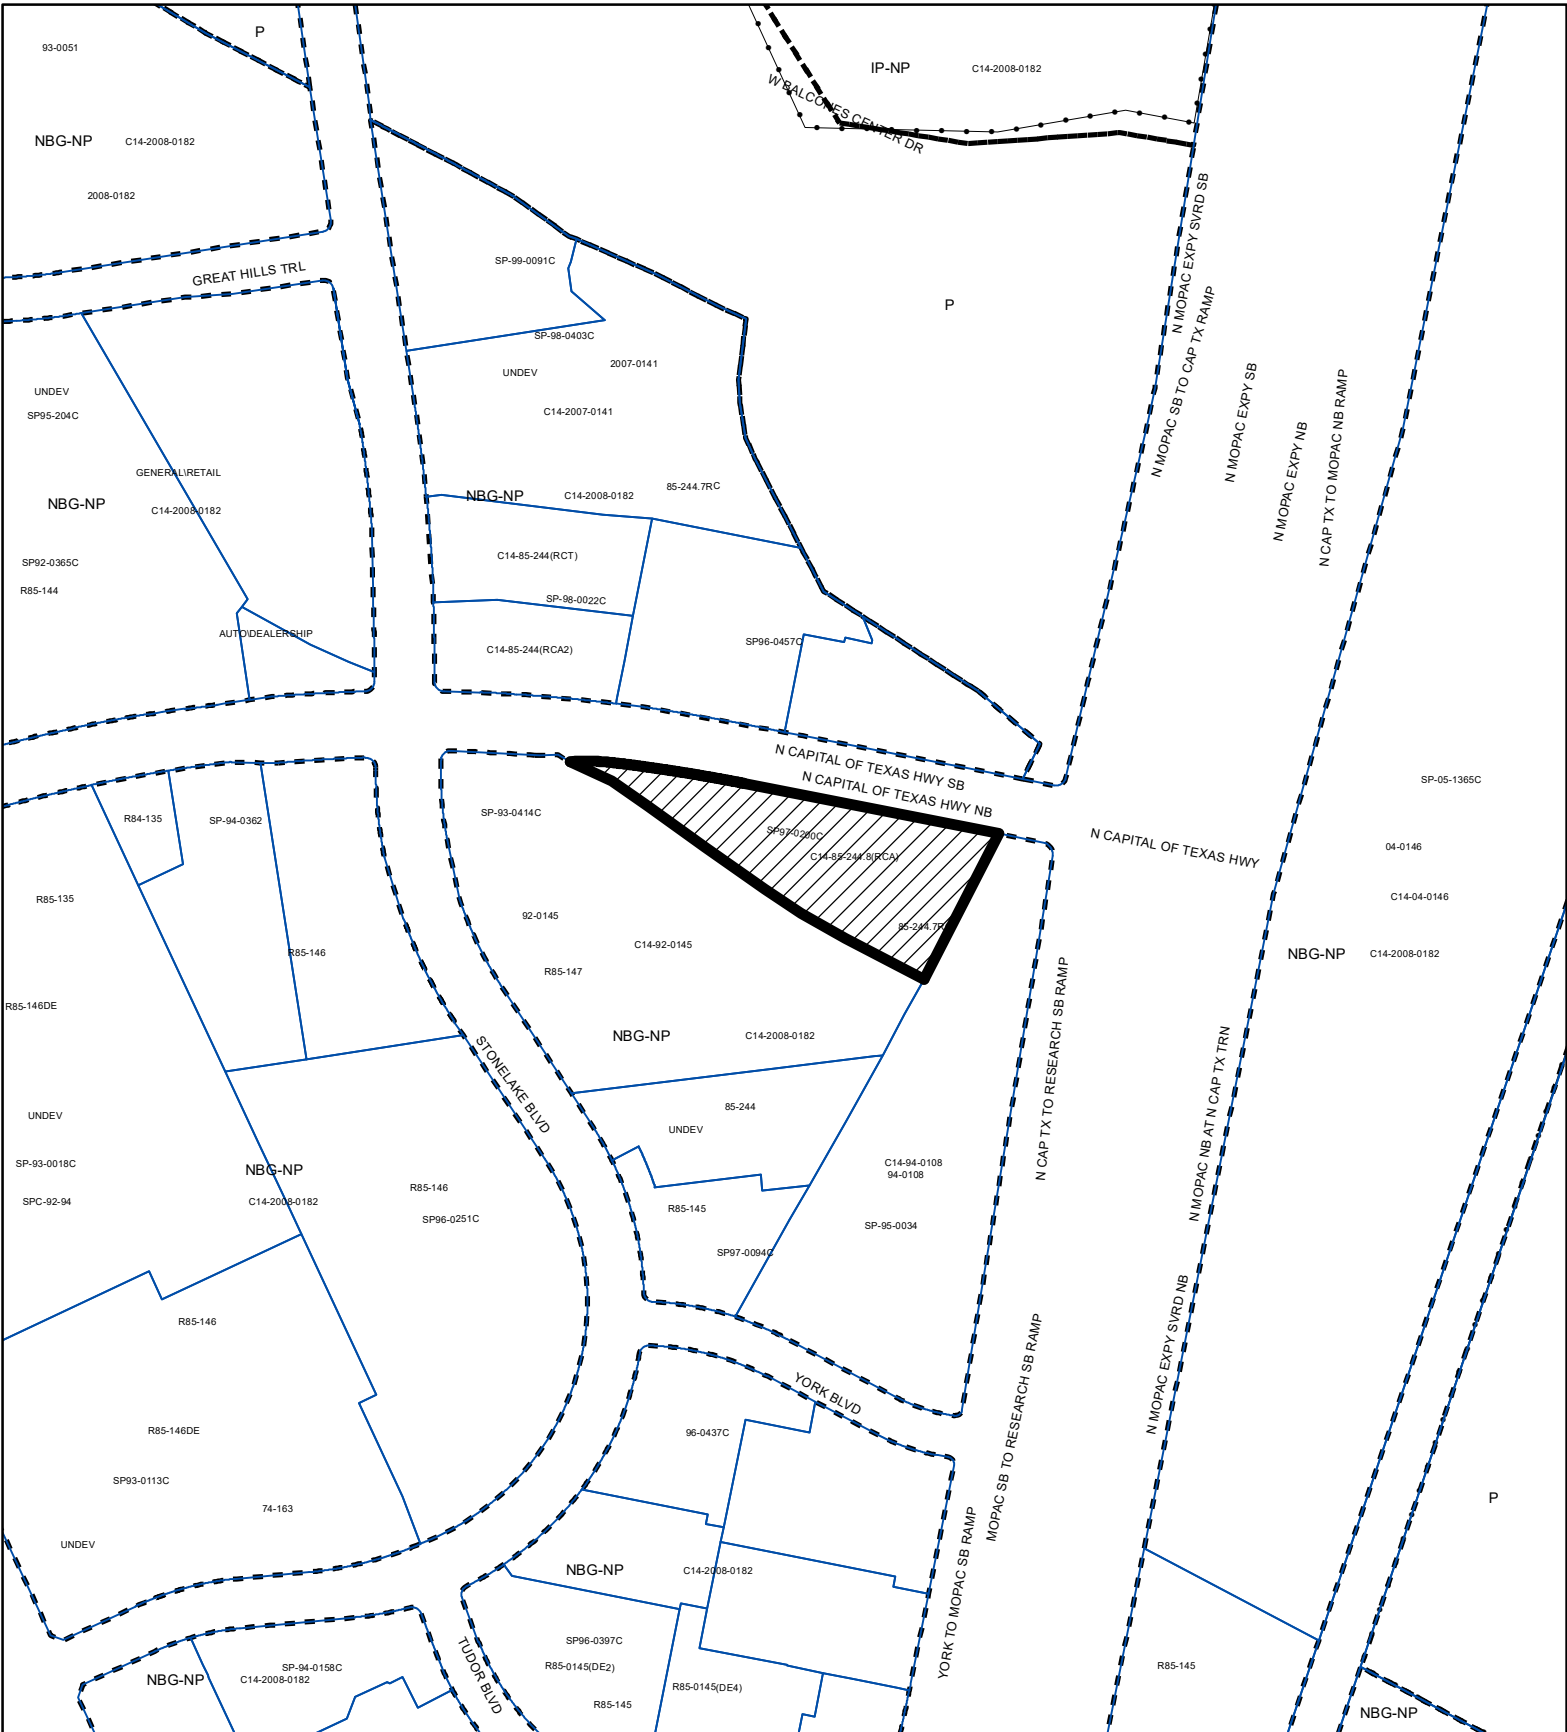 P
93-0051
IP-NP
C14-2008-0182
W BALCONES CENTER DR
NBG-NP
C14-2008-0182
2008-0182
N MOPAC EXPY SVRD SB
GREAT HILLS TRL
SP-99-0091C
P
N MOPAC SB TO CAP TX RAMP
SP-98-0403C
2007-0141
UNDEV
UNDEV
SP95-204C
C14-2007-0141
N MOPAC EXPY SB
N MOPAC EXPY NB
N CAP TX TO MOPAC NB RAMP
GENERAL\RETAIL
NBG-NP
C14-2008-0182
NBG-NP
C14-2008-0182
85-244.7RC
SP92-0365C
R85-144
C14-85-244(RCT)
SP-98-0022C
AUTO\DEALERSHIP
C14-85-244(RCA2)
SP96-0457C
N CAPITAL OF TEXAS HWY SB
N CAPITAL OF TEXAS HWY NB
SP-05-1365C
R84-135
SP-94-0362
SP-93-0414C
SP97-0200C
C14-85-244.8(RCA)
N CAPITAL OF TEXAS HWY
04-0146
R85-135
C14-04-0146
92-0145
85-244.7R
R85-146
C14-92-0145
NBG-NP
C14-2008-0182
R85-147
R85-146DE
NBG-NP
C14-2008-0182
N CAP TX TO RESEARCH SB RAMP
STONELAKE BLVD
N MOPAC NB AT N CAP TX TRN
UNDEV
85-244
UNDEV
SP-93-0018C
NBG-NP
C14-94-0108
94-0108
SPC-92-94
C14-2008-0182
R85-146
SP96-0251C
R85-145
SP-95-0034
SP97-0094C
R85-146
N MOPAC EXPY SVRD NB
MOPAC SB TO RESEARCH SB RAMP
YORK BLVD
R85-146DE
96-0437C
SP93-0113C
74-163
P
UNDEV
NBG-NP
C14-2008-0182
YORK TO MOPAC SB RAMP
TUDOR BLVD
SP96-0397C
R85-0145(DE2)
SP-94-0158C
NBG-NP
C14-2008-0182
R85-0145(DE4)
R85-145
R85-145
NBG-NP